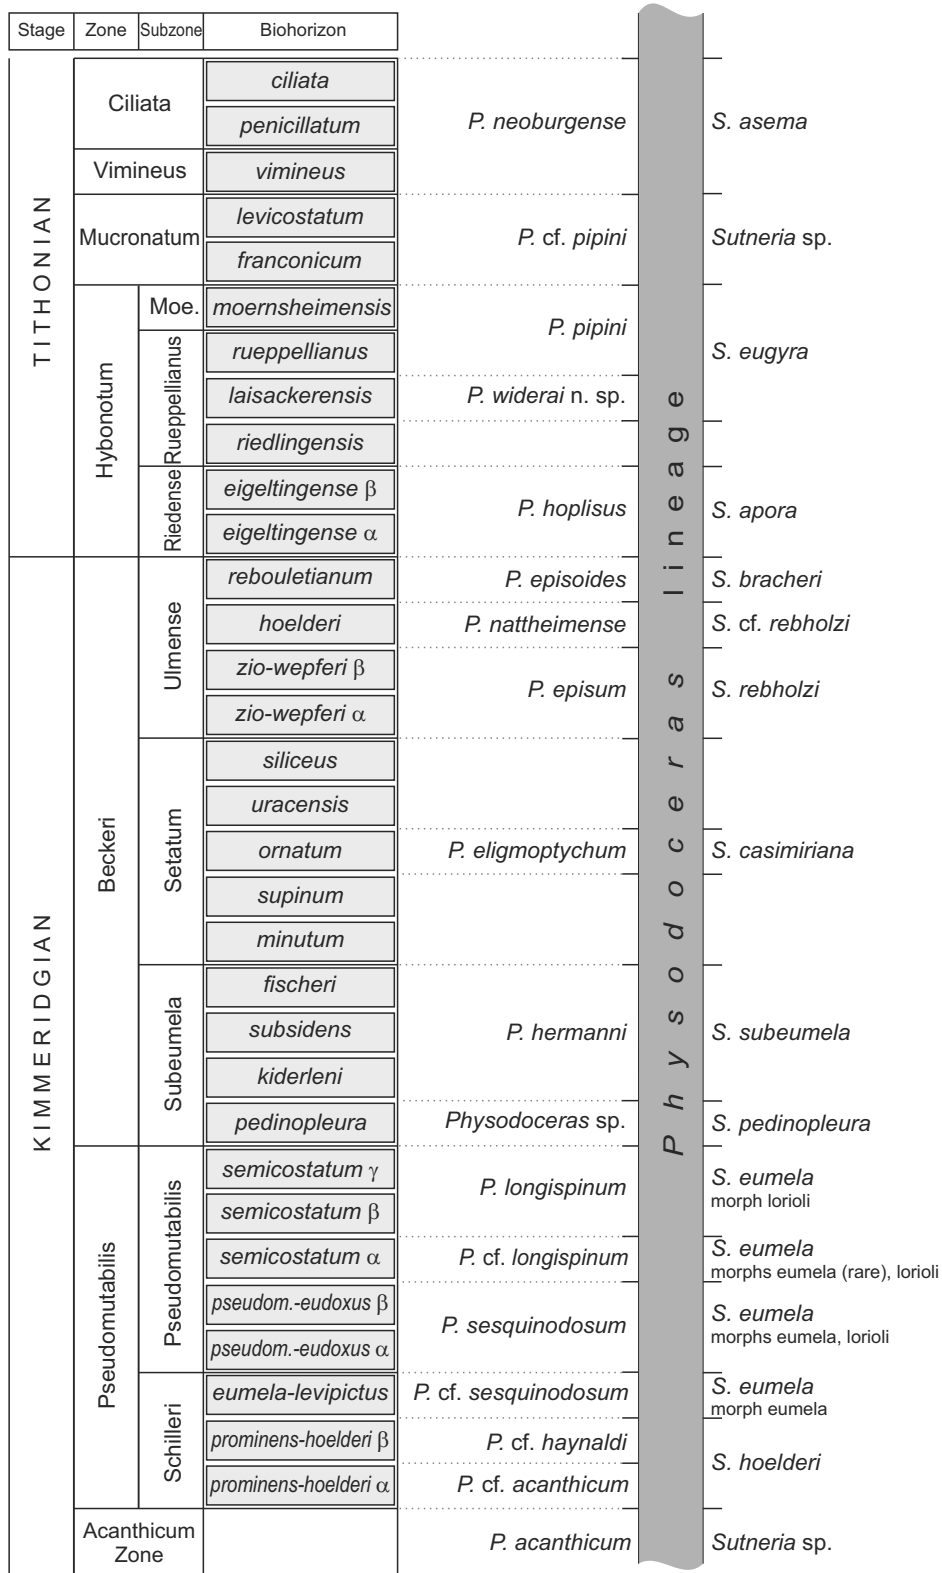 Stage Zone Subzone Biohorizon
TITHONIAN
KIMMERIDGIAN
Ciliata
Vimineus
Mucronatum
Hybonotum
Beckeri
Pseudomutabilis
Acanthicum
Zone
Moe.
Rueppellianus
Riedense
Ulmense
Setatum
Subeumela
Pseudomutabilis
Schilleri
ciliata
penicillatum
vimineus
levicostatum
franconicum
moernsheimensis
rueppellianus
laisackerensis
riedlingensis
eigeltingense β
eigeltingense α
rebouletianum
hoelderi
zio-wepferi β
zio-wepferi α
siliceus
uracensis
ornatum
supinum
minutum
fischeri
subsidens
kiderleni
pedinopleura
semicostatum γ
semicostatum β
semicostatum α
pseudom.-eudoxus β
pseudom.-eudoxus α
eumela-levipictus
prominens-hoelderi β
prominens-hoelderi α
P. neoburgense
P. cf. pipini
P. pipini
P. widerai n. sp.
P. hoplisus
P. episoides
P. nattheimense
P. episum
P. eligmoptychum
P. hermanni
Physodoceras sp.
P. longispinum
P. cf. longispinum
P. sesquinodosum
P. cf. sesquinodosum
P. cf. haynaldi
P. cf. acanthicum
P. acanthicum
Physodoceras lineage
S. asema
Sutneria sp.
S. eugyra
S. apora
S. bracheri
S. cf. rebholzi
S. rebholzi
S. casimiriana
S. subeumela
S. pedinopleura
S. eumela
morph lorioli
S. eumela
morphs eumela (rare), lorioli
S. eumela
morphs eumela, lorioli
S. eumela
morph eumela
S. hoelderi
Sutneria sp.